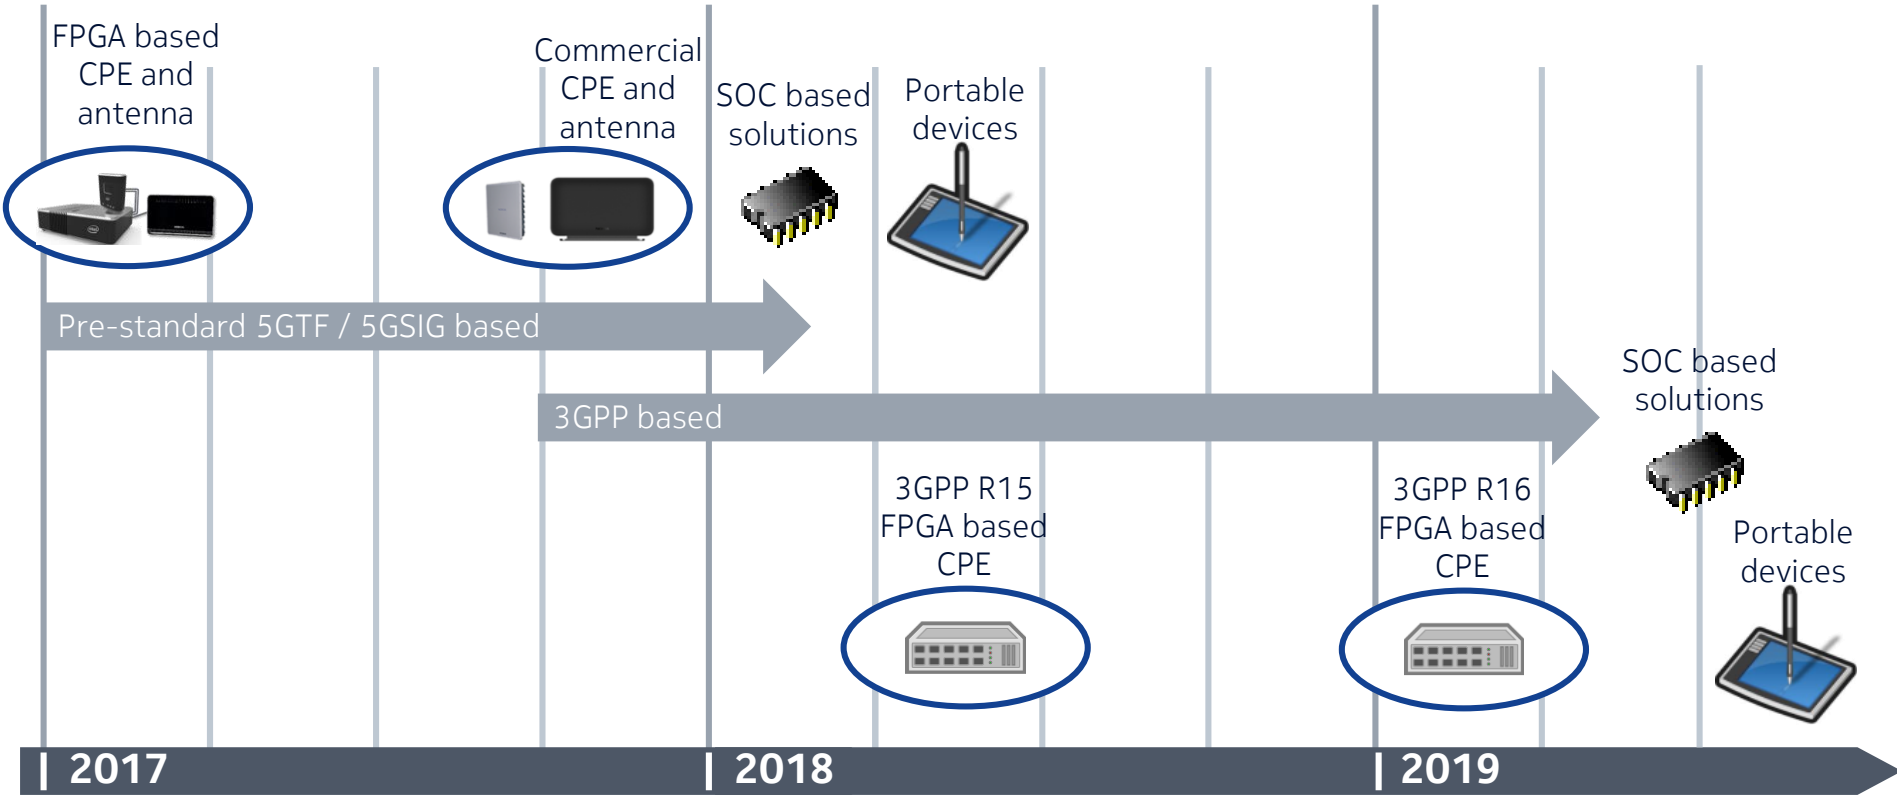 FPGA based
CPE and
antenna
Commercial
CPE and
antenna
SOC based
solutions
Portable
devices
Pre-standard 5GTF / 5GSIG based
3GPP based
SOC based
solutions
3GPP R15
FPGA based
CPE
3GPP R16
FPGA based
CPE
Portable
devices
2017
2018
2019